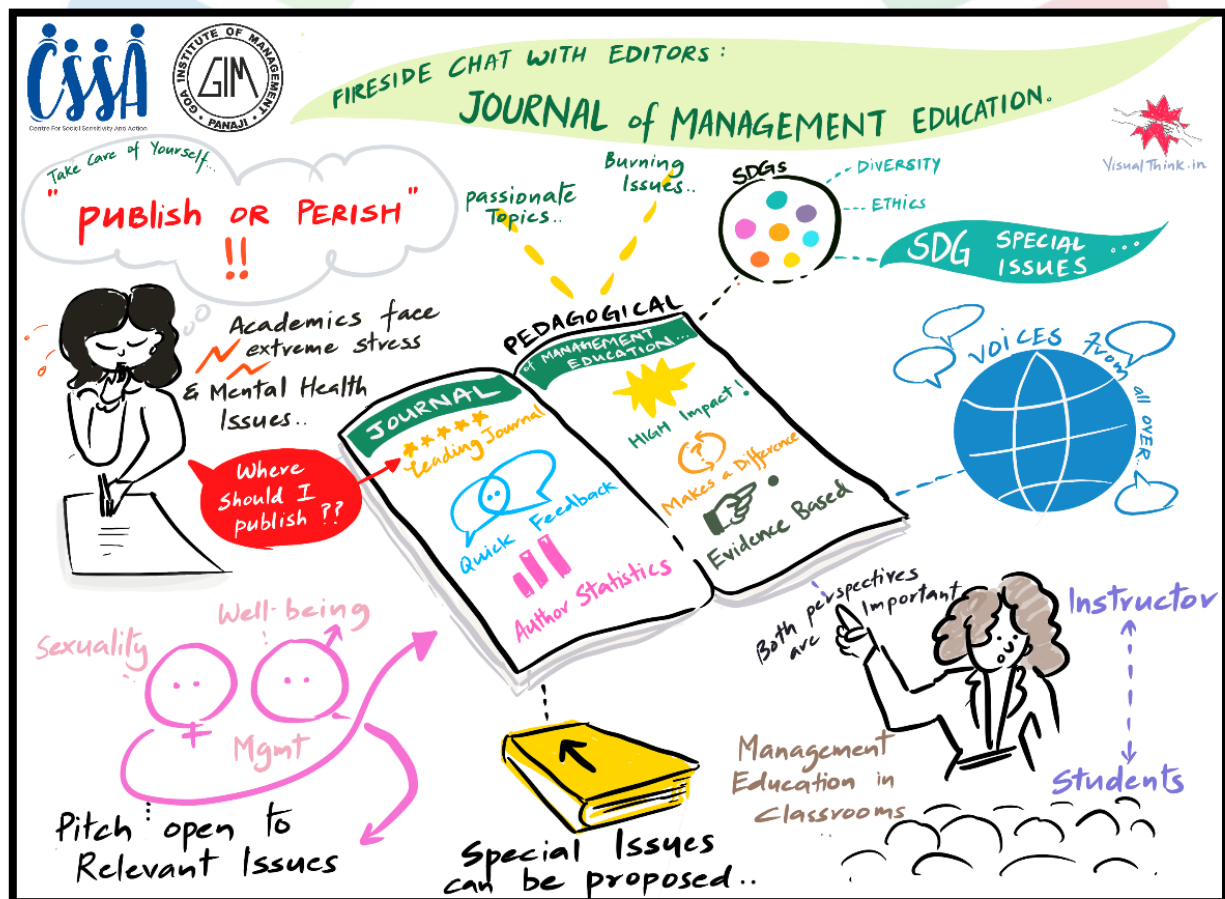 CSSA
Centre For Social Sensitivity And Action
GOA INSTITUTE OF MANAGEMENT
GIM
PANAJI
FIRESIDE CHAT WITH EDITORS :
JOURNAL of MANAGEMENT EDUCATION.
VisualThink.in
Take Care of Yourself...
"PUBLISH OR PERISH"
!!
passionate
Topics..
Burning
Issues..
SDGs
DIVERSITY
ETHICS
SDG SPECIAL
ISSUES ...
Academics face
extreme stress
& Mental Health
Issues..
Where
should I
publish ??
PEDAGOGICAL
JOURNAL
Leading Journal
Quick Feedback
Author Statistics
of MANAGEMENT
EDUCATION...
HIGH Impact!
?
Makes a Difference
Evidence Based
VOICES from all OVER..
Sexuality
Well-being
Mgmt
Pitch open to
Relevant Issues
Special Issues
can be proposed..
Both perspectives
are Important
Management
Education in
Classrooms
Instructor
Students